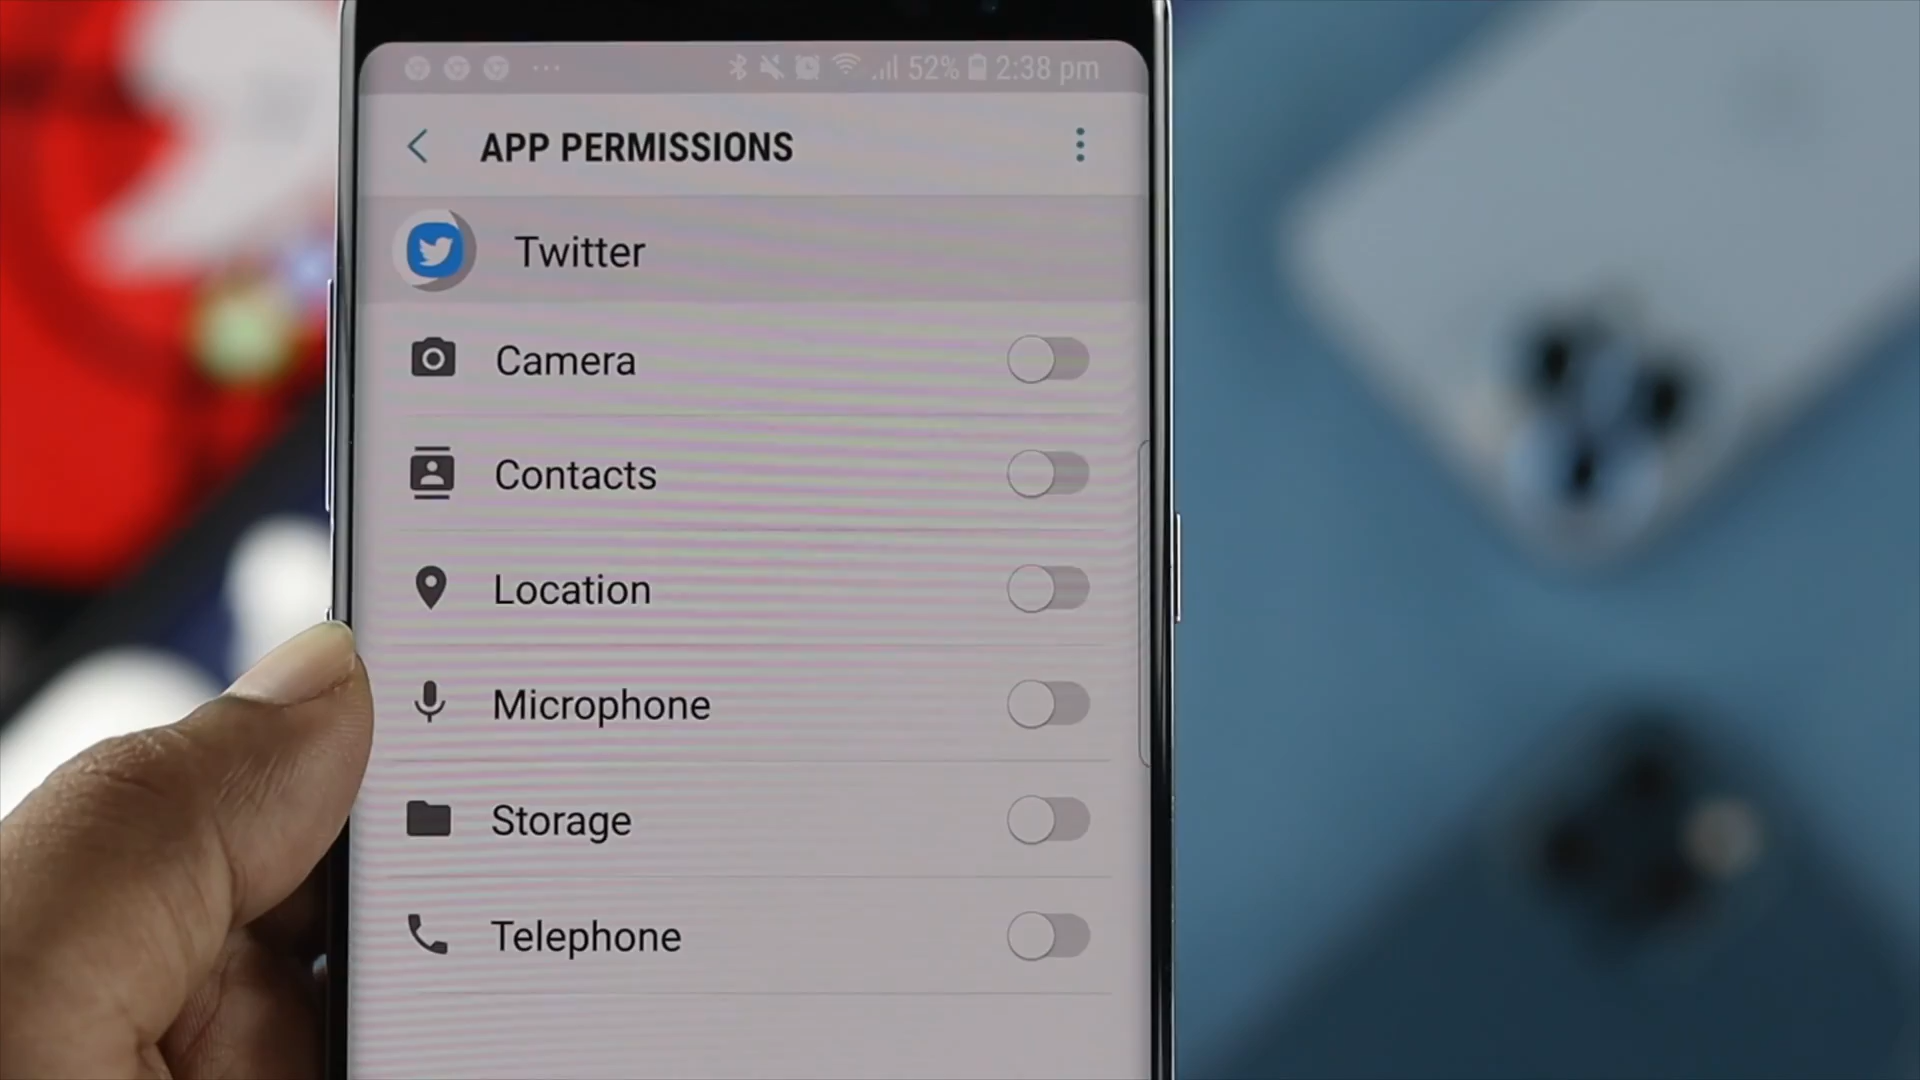 52% 2:38 pm
APP PERMISSIONS
Twitter
Camera
Contacts
Location
Microphone
Storage
Telephone